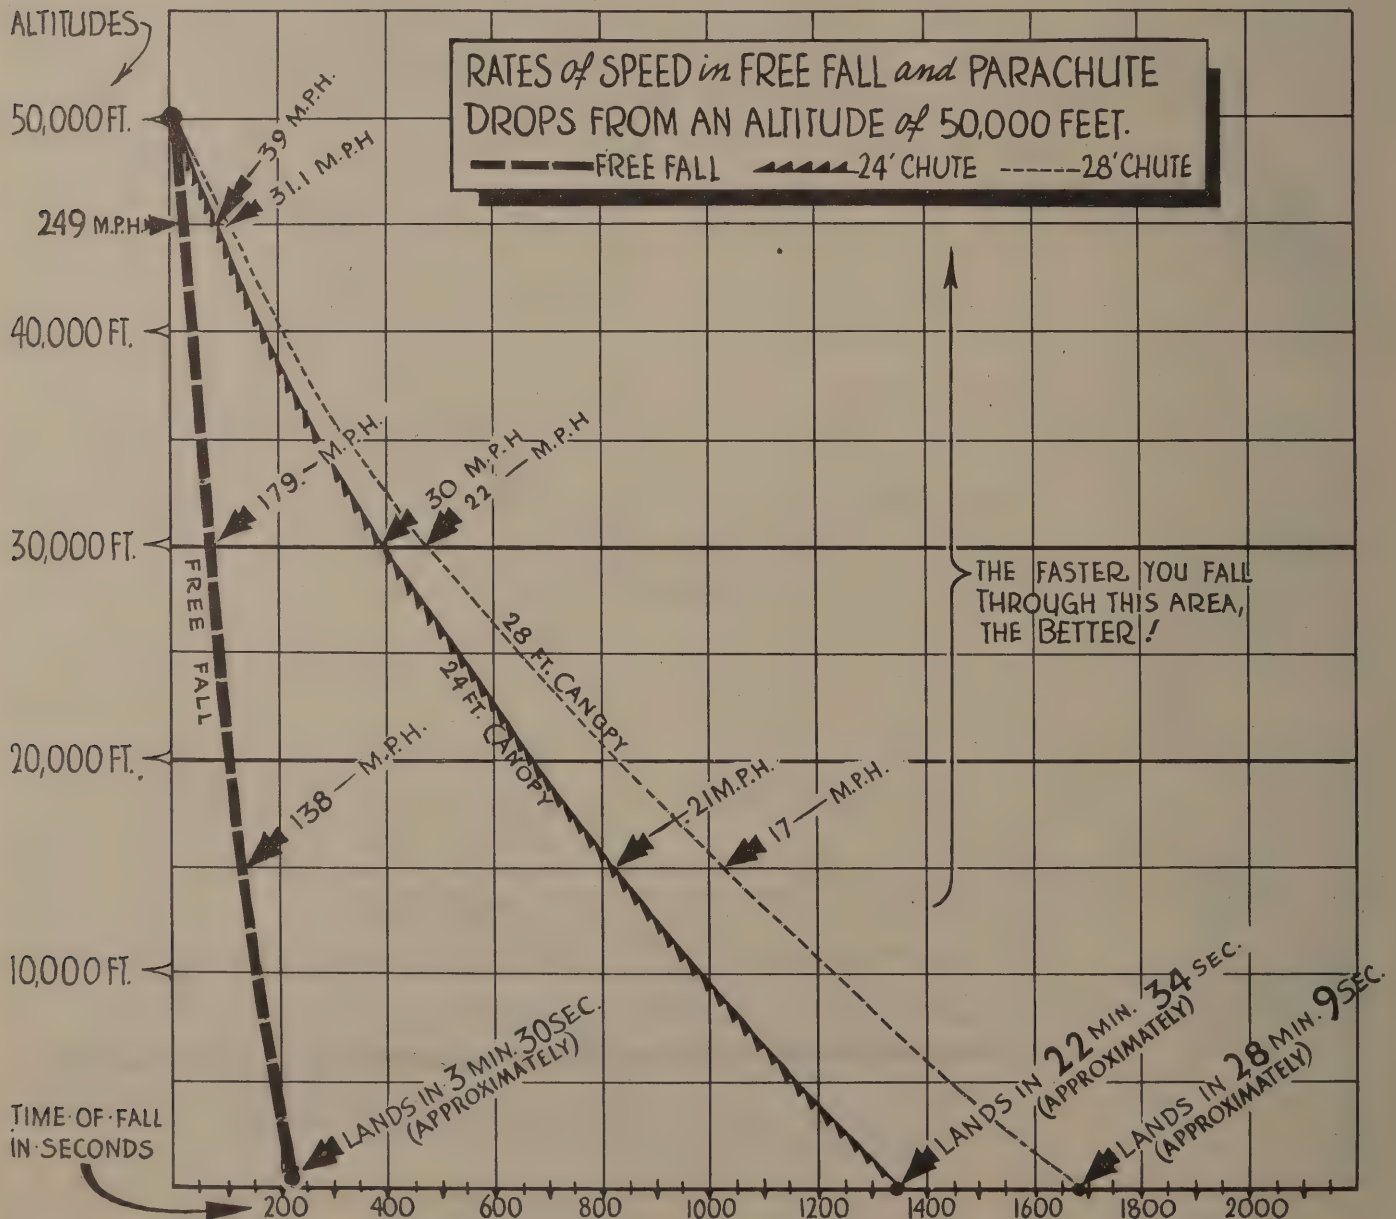 ALTITUDES
RATES of SPEED in FREE FALL and PARACHUTE
DROPS FROM AN ALTITUDE of 50,000 FEET.
FREE FALL 24' CHUTE 28' CHUTE
50,000 FT.
39 M.P.H.
31.1 M.P.H
249 M.P.H.
40,000 FT.
179 M.P.H.
30 M.P.H
22 M.P.H
30,000 FT.
FREE FALL
THE FASTER YOU FALL
THROUGH THIS AREA,
THE BETTER!
28 FT. CANOPY
24 FT. CANOPY
20,000 FT.
138 M.P.H.
21 M.P.H.
17 M.P.H.
10,000 FT.
LANDS IN 3 MIN. 30 SEC.
(APPROXIMATELY)
LANDS IN 22 MIN. 34 SEC.
(APPROXIMATELY)
LANDS IN 28 MIN. 9 SEC.
(APPROXIMATELY)
TIME·OF·FALL
IN·SECONDS
200 400 600 800 1000 1200 1400 1600 1800 2000